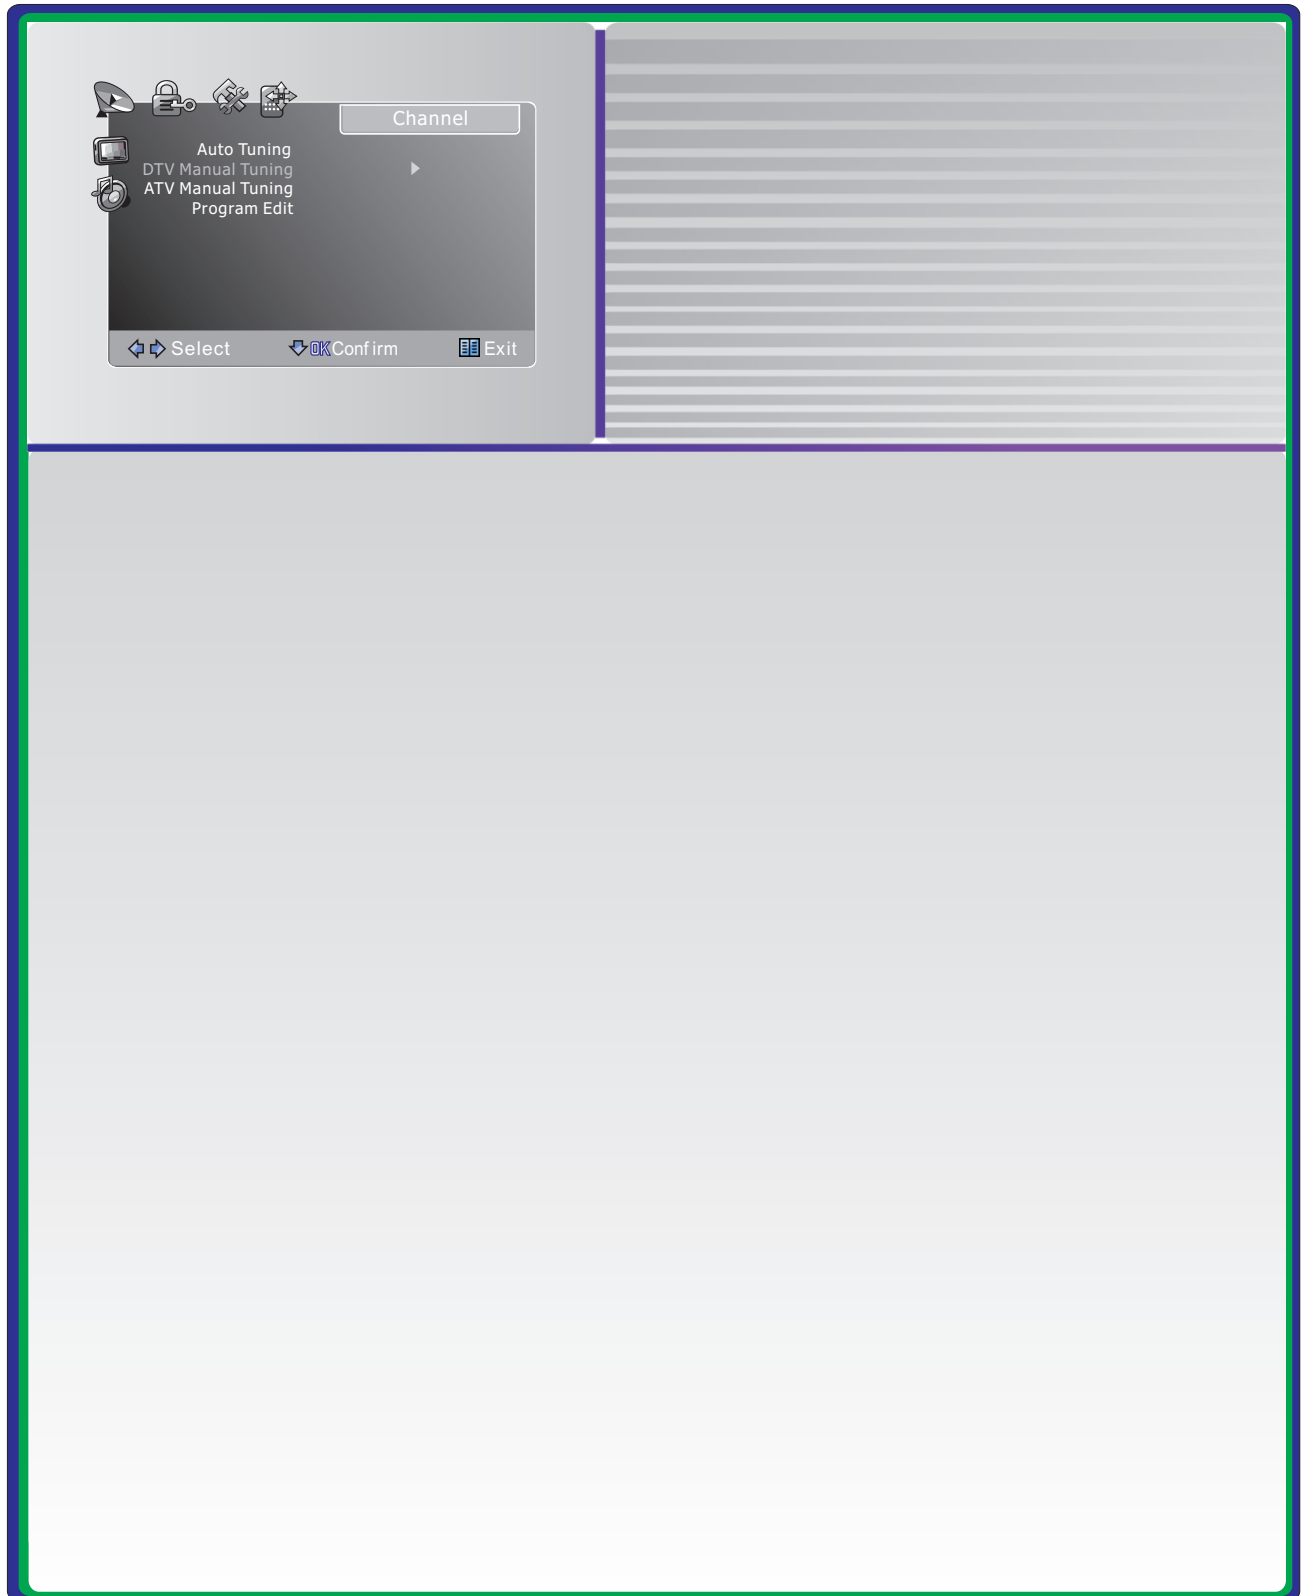 Channel
Auto Tuning
DTV Manual Tuning
ATV Manual Tuning
Program Edit
Select OK Confirm Exit